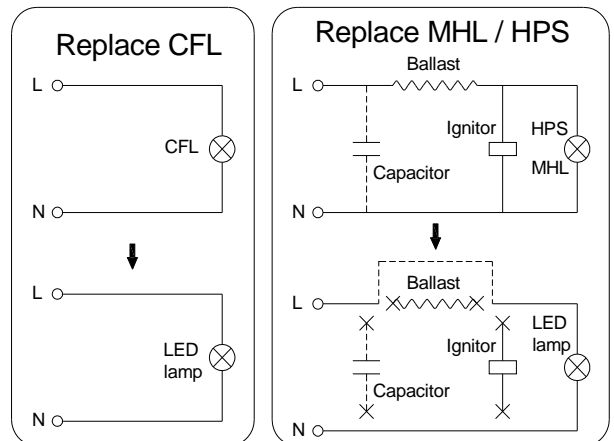 Replace CFL
L
CFL
N
L
LED
lamp
N
Replace MHL / HPS
Ballast
L
Ignitor
HPS
MHL
Capacitor
N
Ballast
L
LED
lamp
Ignitor
Capacitor
N